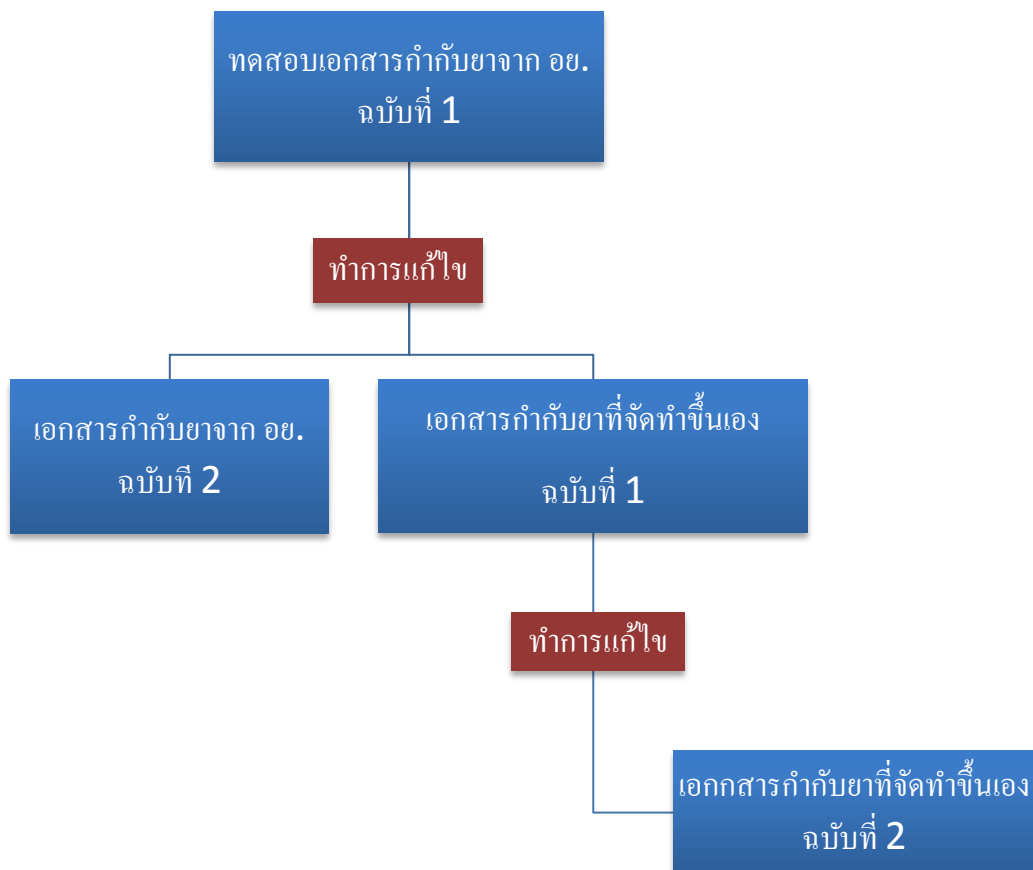 ทดสอบเอกสารกำกับยาจาก อย.
ฉบับที่ 1
ทำการแก้ไข
เอกสารกำกับยาจาก อย.
ฉบับที 2
เอกสารกำกับยาที่จัดทำขึ้นเอง
ฉบับที่ 1
ทำการแก้ไข
เอกกสารกำกับยาที่จัดทำขึ้นเอง
ฉบับที่ 2